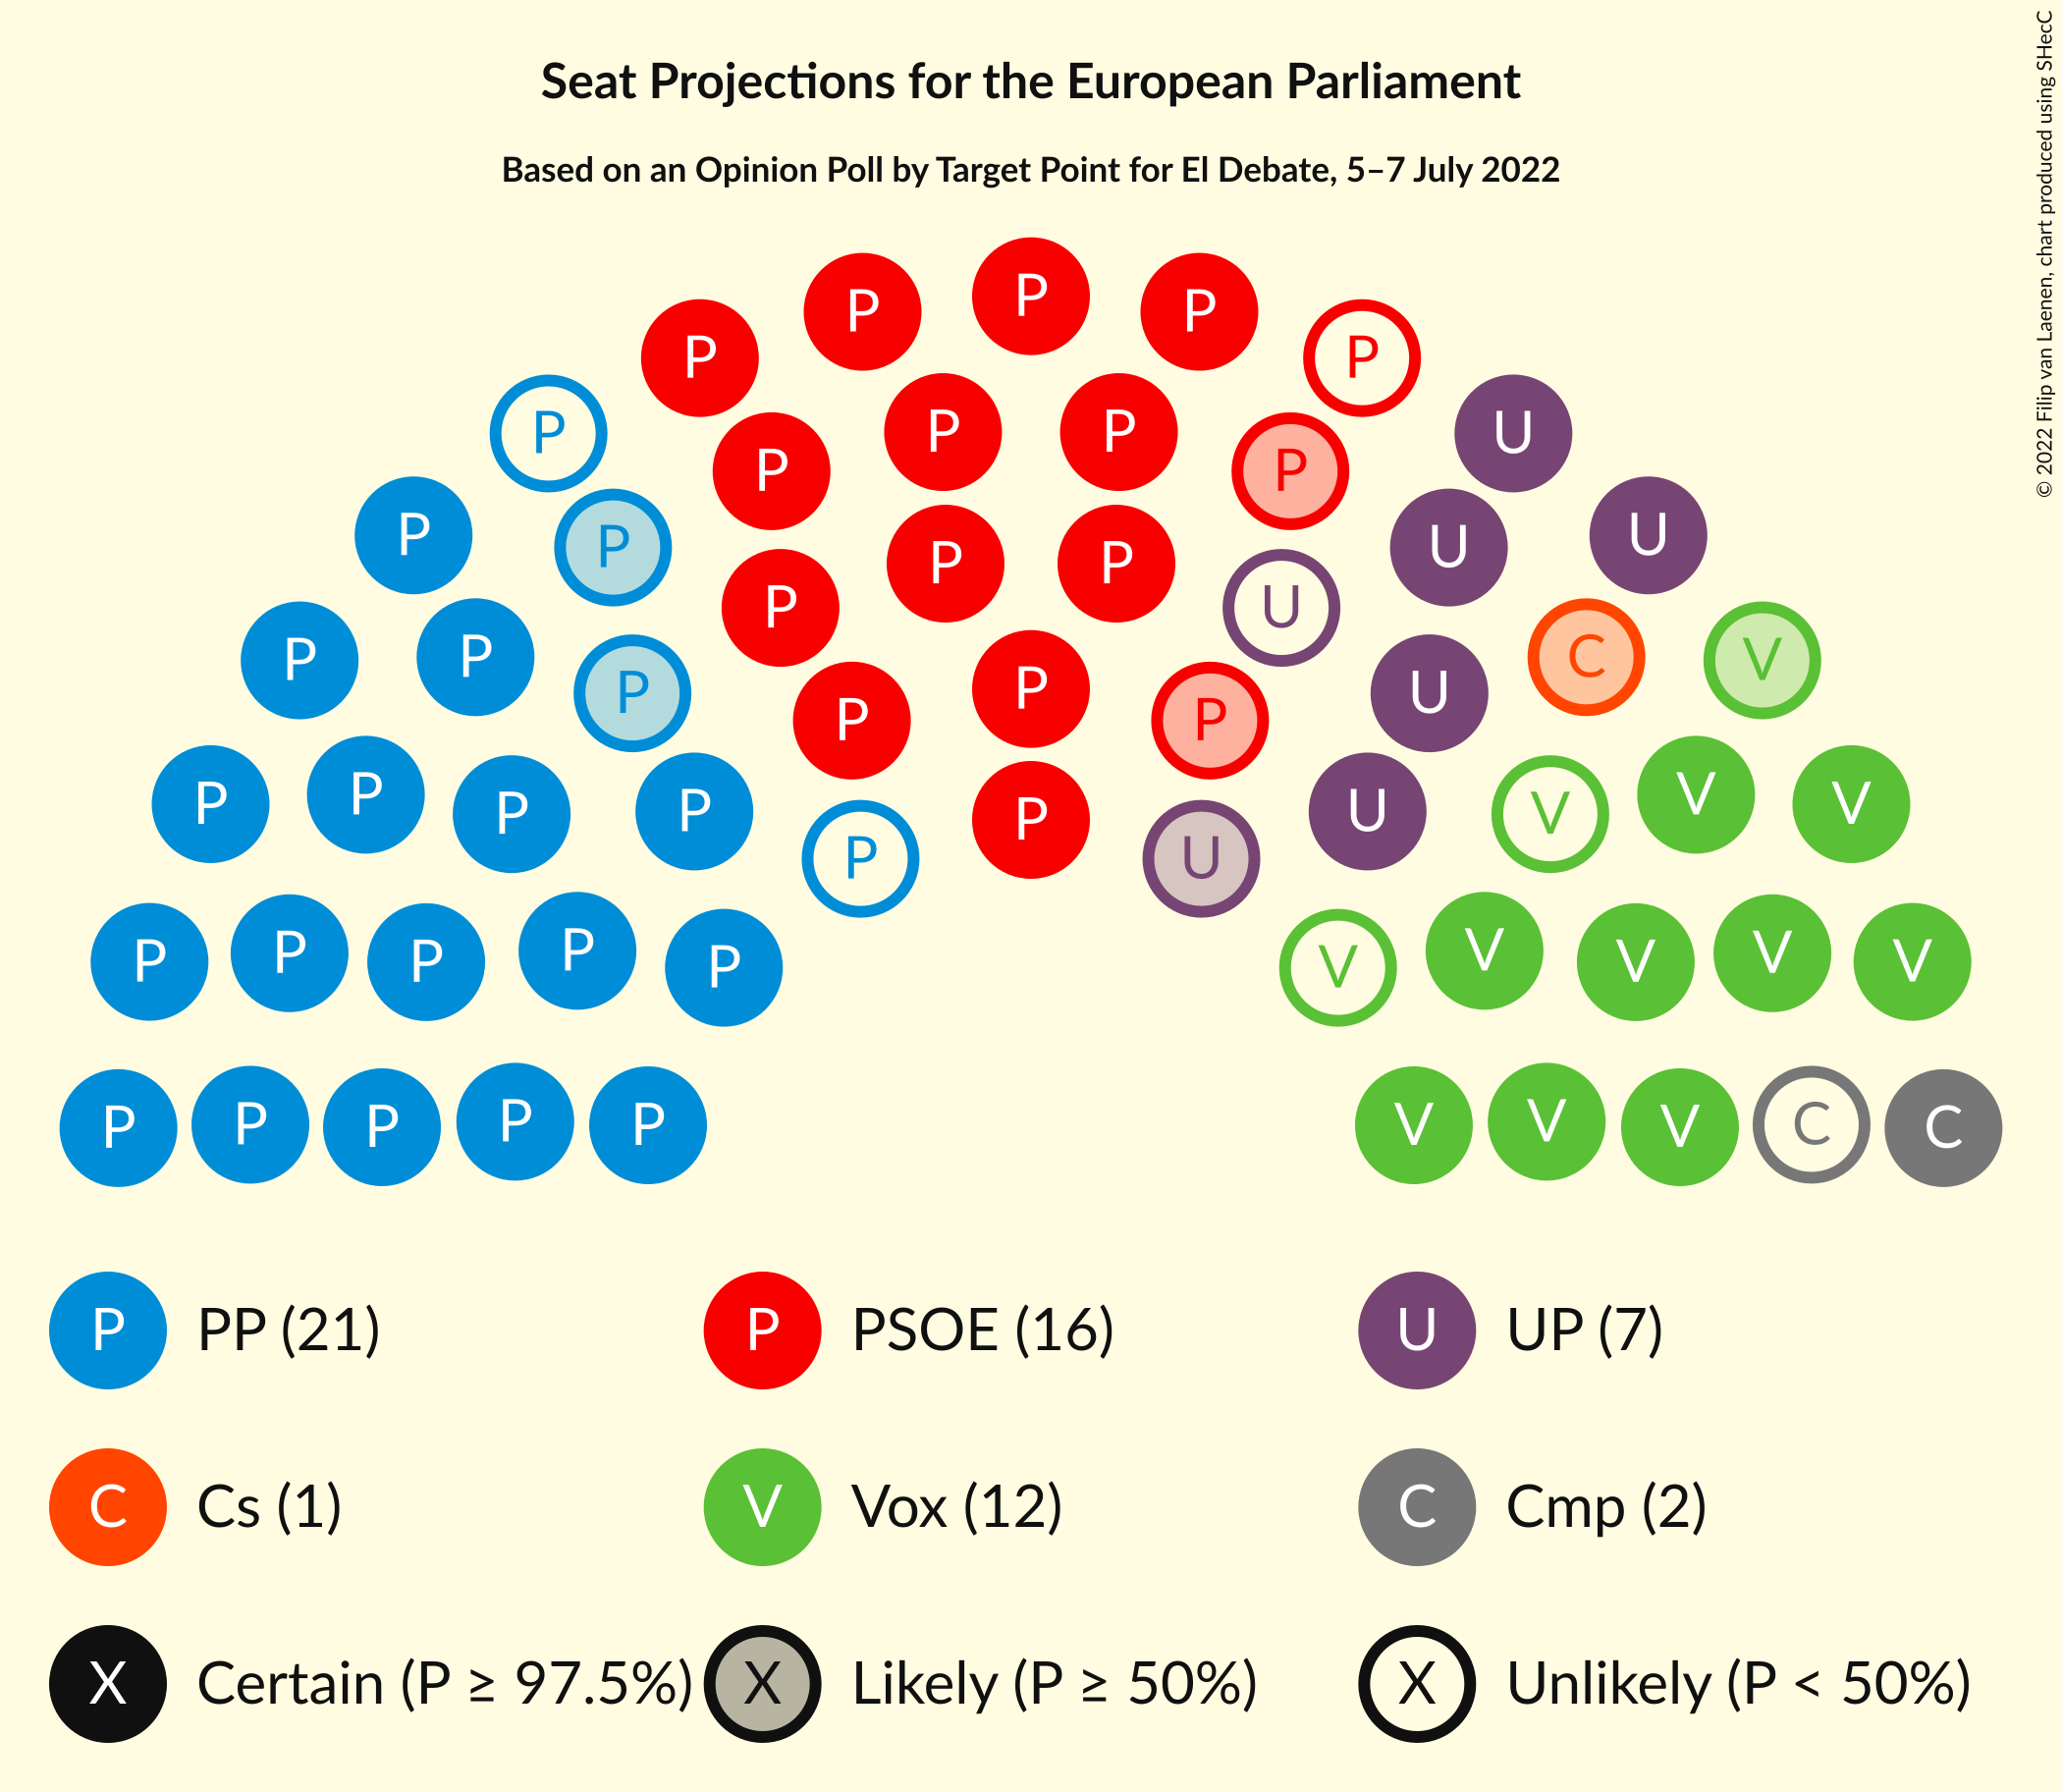 Seat Projections for the European Parliament
Based on an Opinion Poll by Target Point for El Debate, 5–7 July 2022
© 2022 Filip van Laenen, chart produced using SHecC
P
P P
P P
P P P
P P U
P P P P
P U U
P P U U
P P P U C V
P P P U
P P P
P P P P P V V V
P P U
P P P P P V V V V V
P P P P P V V V C C
P PP (21) P PSOE (16) U UP (7)
C Cs (1) V Vox (12) C Cmp (2)
X Certain (P ≥ 97.5%) X Likely (P ≥ 50%) X Unlikely (P < 50%)